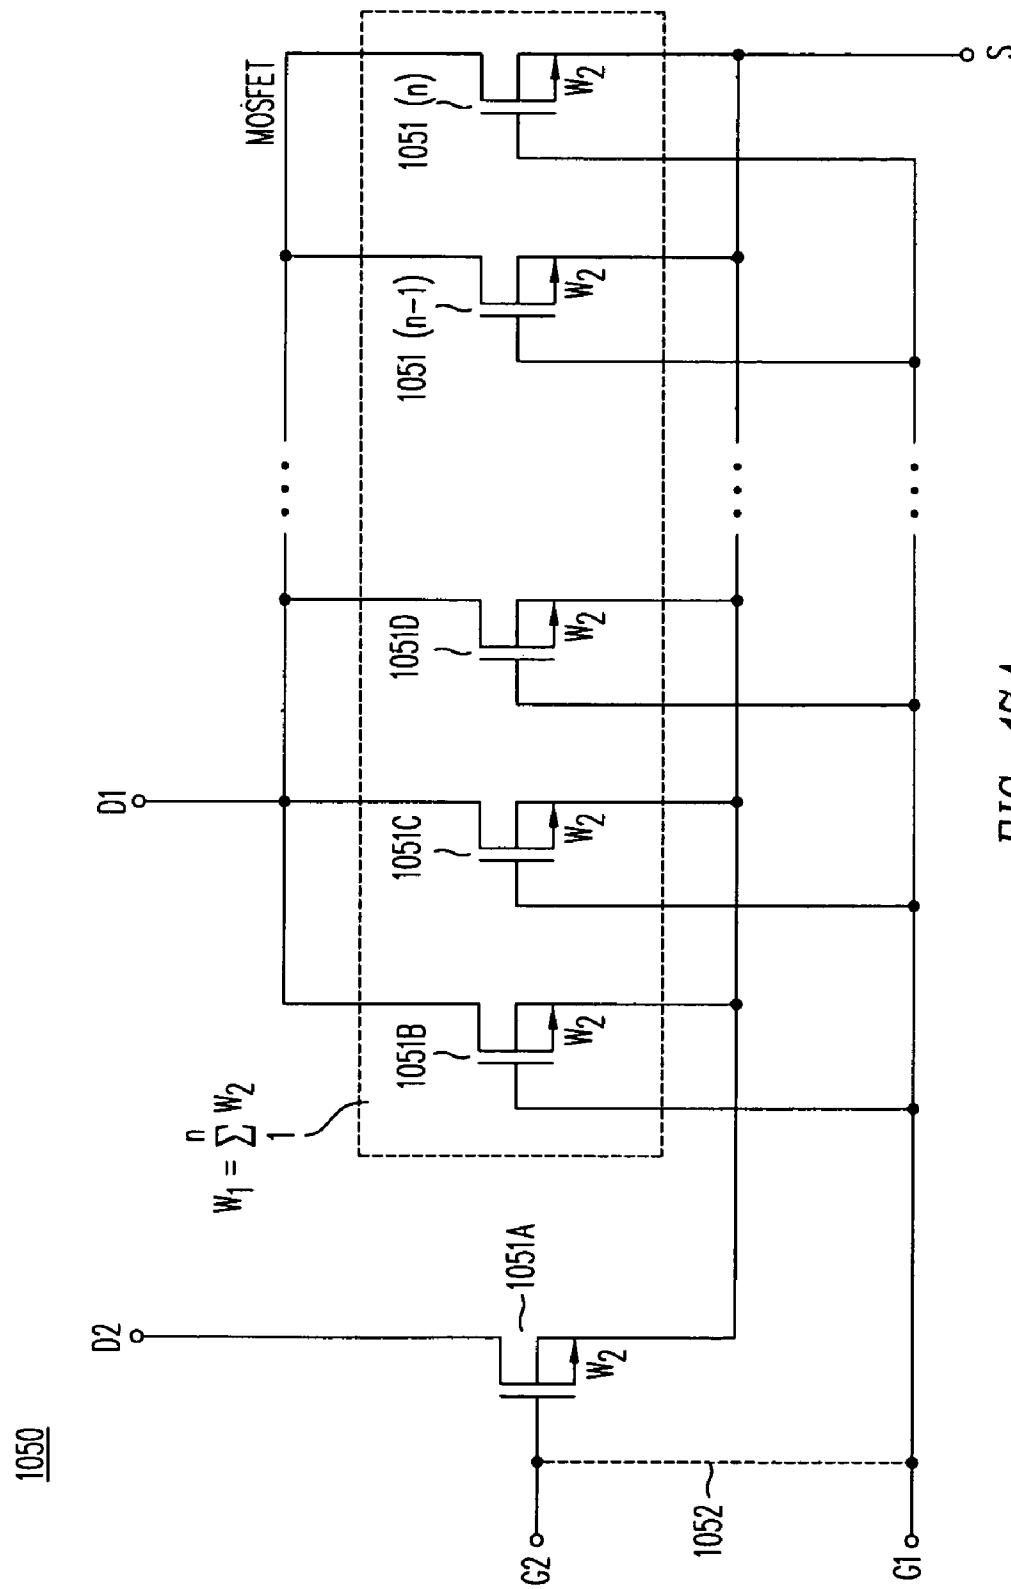 1050
D2
D1
MOSFET
W₁ = n Σ 1 W₂
1051A
1051B
1051C
1051D
1051 (n-1)
1051 (n)
W₂
W₂
W₂
W₂
W₂
W₂
• • •
• • •
• • •
G2
1052
G1
S
FIG.